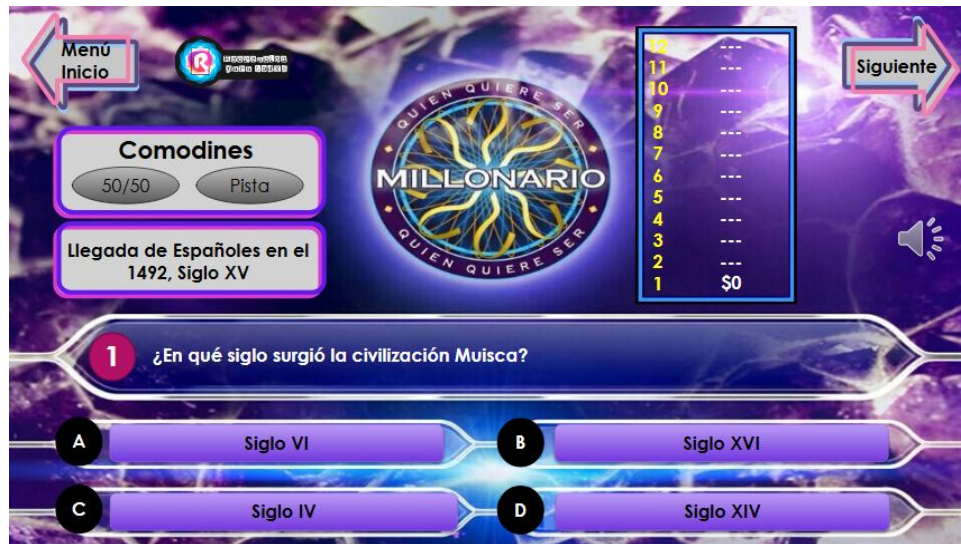 Menú
Inicio
Siguiente
Comodines
50/50
Pista
Llegada de Españoles en el
1492, Siglo XV
QUIEN QUIERE SER
MILLONARIO
QUIEN QUIERE SER
12 ---
11 ---
10 ---
9 ---
8 ---
7 ---
6 ---
5 ---
4 ---
3 ---
2 ---
1 $0
1 ¿En qué siglo surgió la civilización Muisca?
A Siglo VI
B Siglo XVI
C Siglo IV
D Siglo XIV